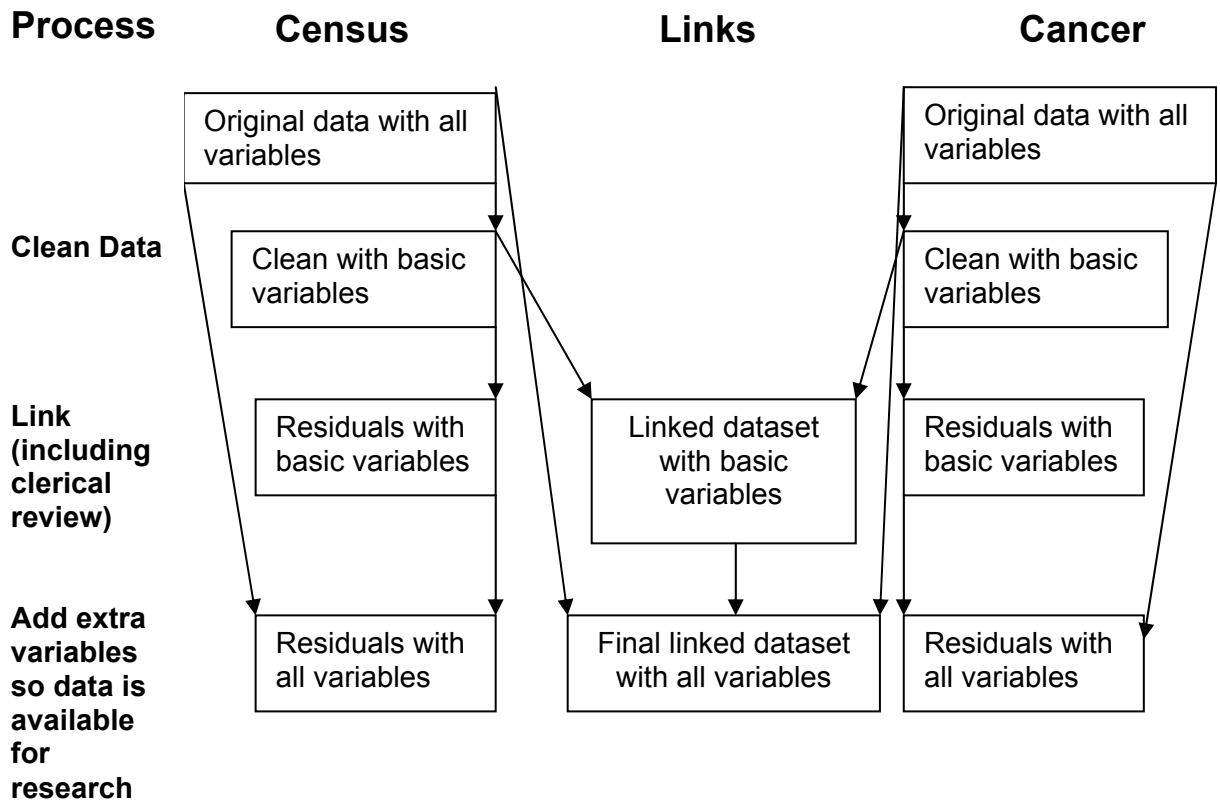 Process Census Links Cancer
Original data with all
variables
Original data with all
variables
Clean Data
Clean with basic
variables
Clean with basic
variables
Link
(including
clerical
review)
Residuals with
basic variables
Linked dataset
with basic
variables
Residuals with
basic variables
Add extra
variables
so data is
available
for
research
Residuals with
all variables
Final linked dataset
with all variables
Residuals with
all variables